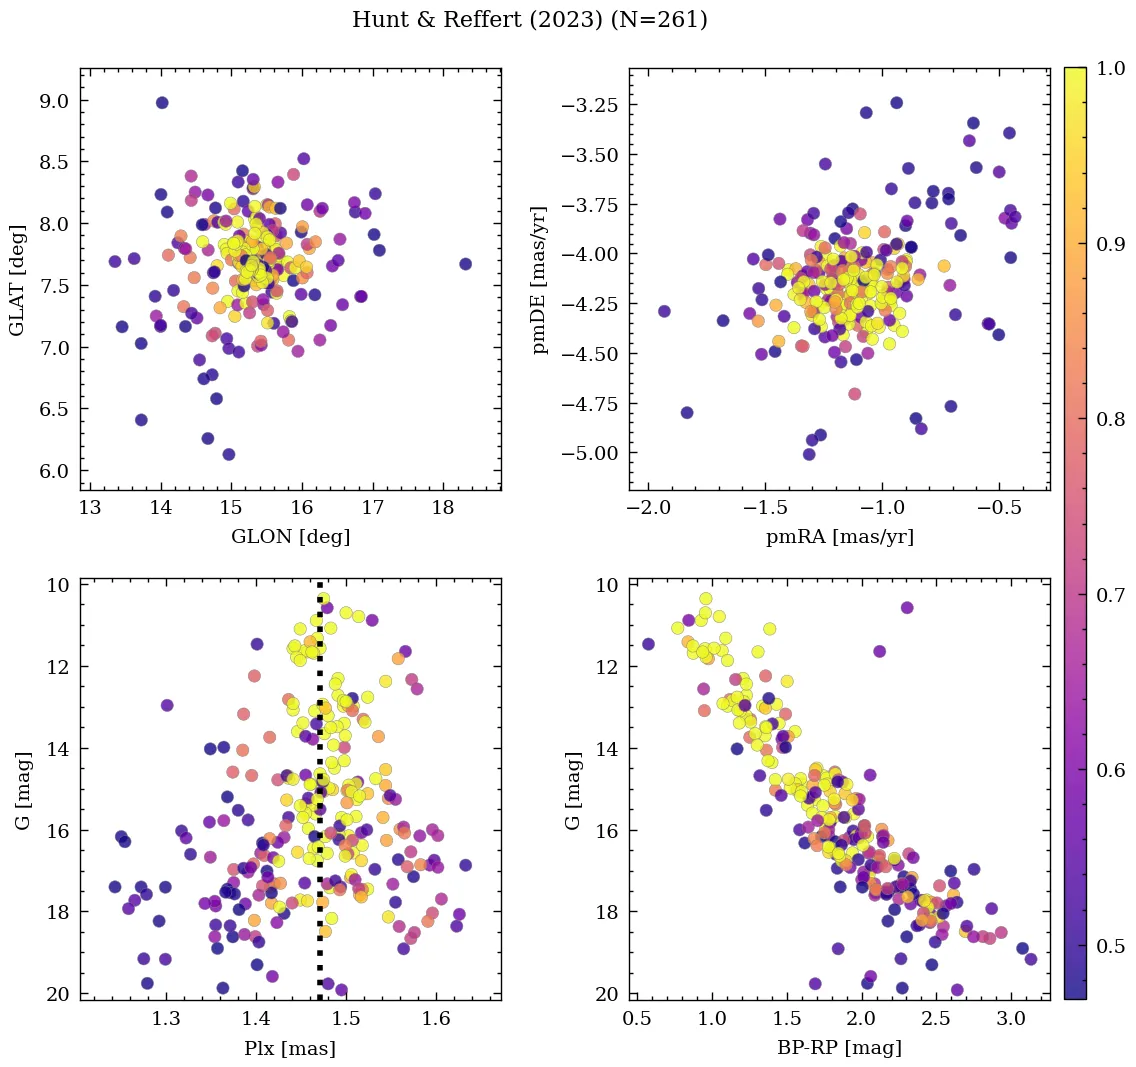 Hunt & Reffert (2023) (N=261)
9.0
8.5
8.0
7.5
7.0
6.5
6.0
GLAT [deg]
13 14 15 16 17 18
GLON [deg]
−3.25
−3.50
−3.75
−4.00
−4.25
−4.50
−4.75
−5.00
pmDE [mas/yr]
−2.0 −1.5 −1.0 −0.5
pmRA [mas/yr]
10
12
14
16
18
20
G [mag]
1.3 1.4 1.5 1.6
Plx [mas]
10
12
14
16
18
20
G [mag]
0.5 1.0 1.5 2.0 2.5 3.0
BP-RP [mag]
1.0
0.9
0.8
0.7
0.6
0.5